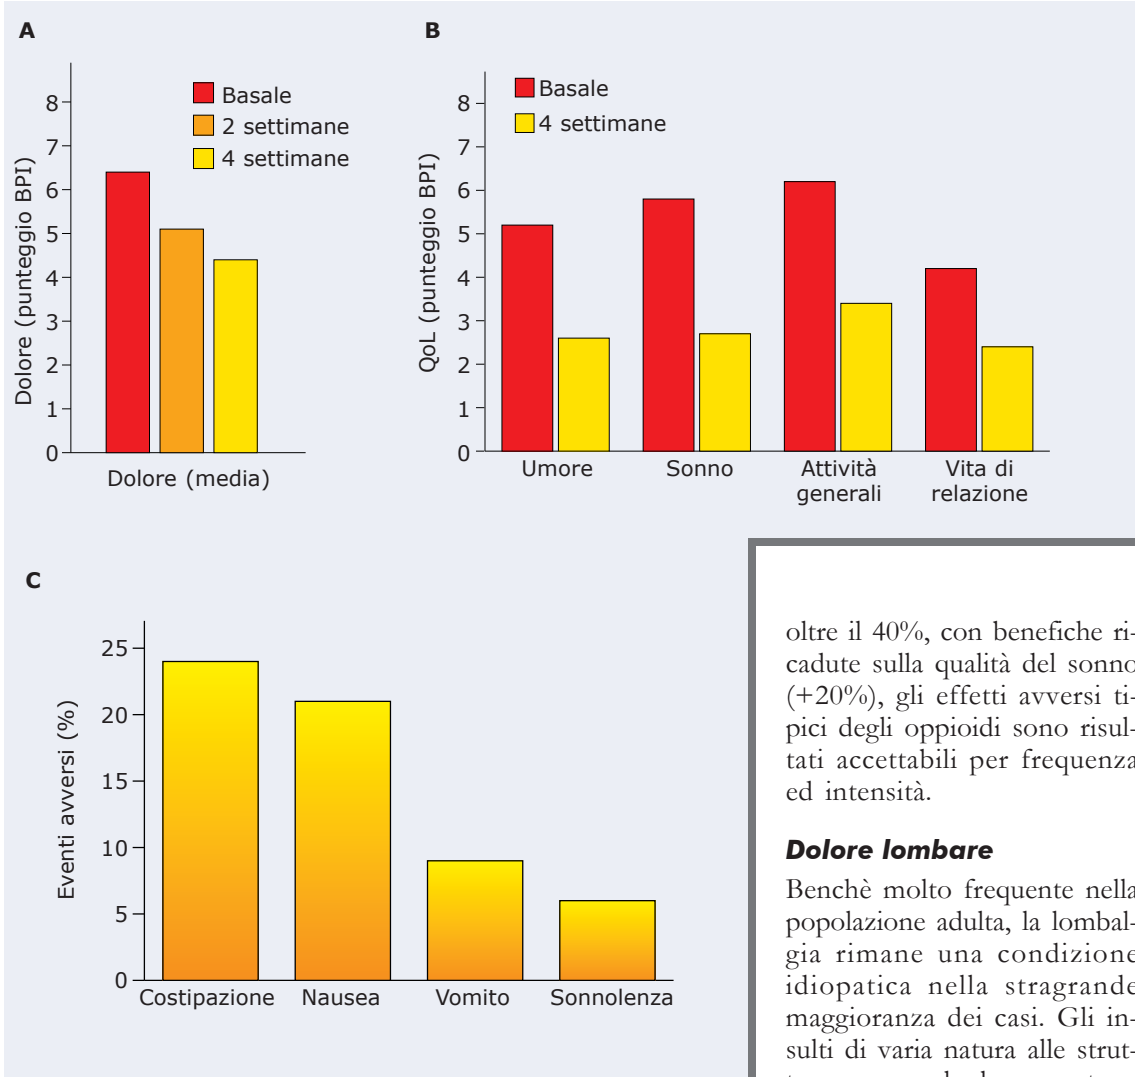 A
Dolore (punteggio BPI)
8
7
6
5
4
3
2
1
0
Basale
2 settimane
4 settimane
Dolore (media)
B
QoL (punteggio BPI)
8
7
6
5
4
3
2
1
0
Basale
4 settimane
Umore
Sonno
Attività
generali
Vita di
relazione
C
Eventi avversi (%)
25
20
15
10
5
0
Costipazione
Nausea
Vomito
Sonnolenza
oltre il 40%, con benefiche ri-
cadute sulla qualità del sonno
(+20%), gli effetti avversi ti-
pici degli oppioidi sono risul-
tati accettabili per frequenza
ed intensità.
Dolore lombare
Benchè molto frequente nella
popolazione adulta, la lombal-
gia rimane una condizione
idiopatica nella stragrande
maggioranza dei casi. Gli in-
sulti di varia natura alle strut-